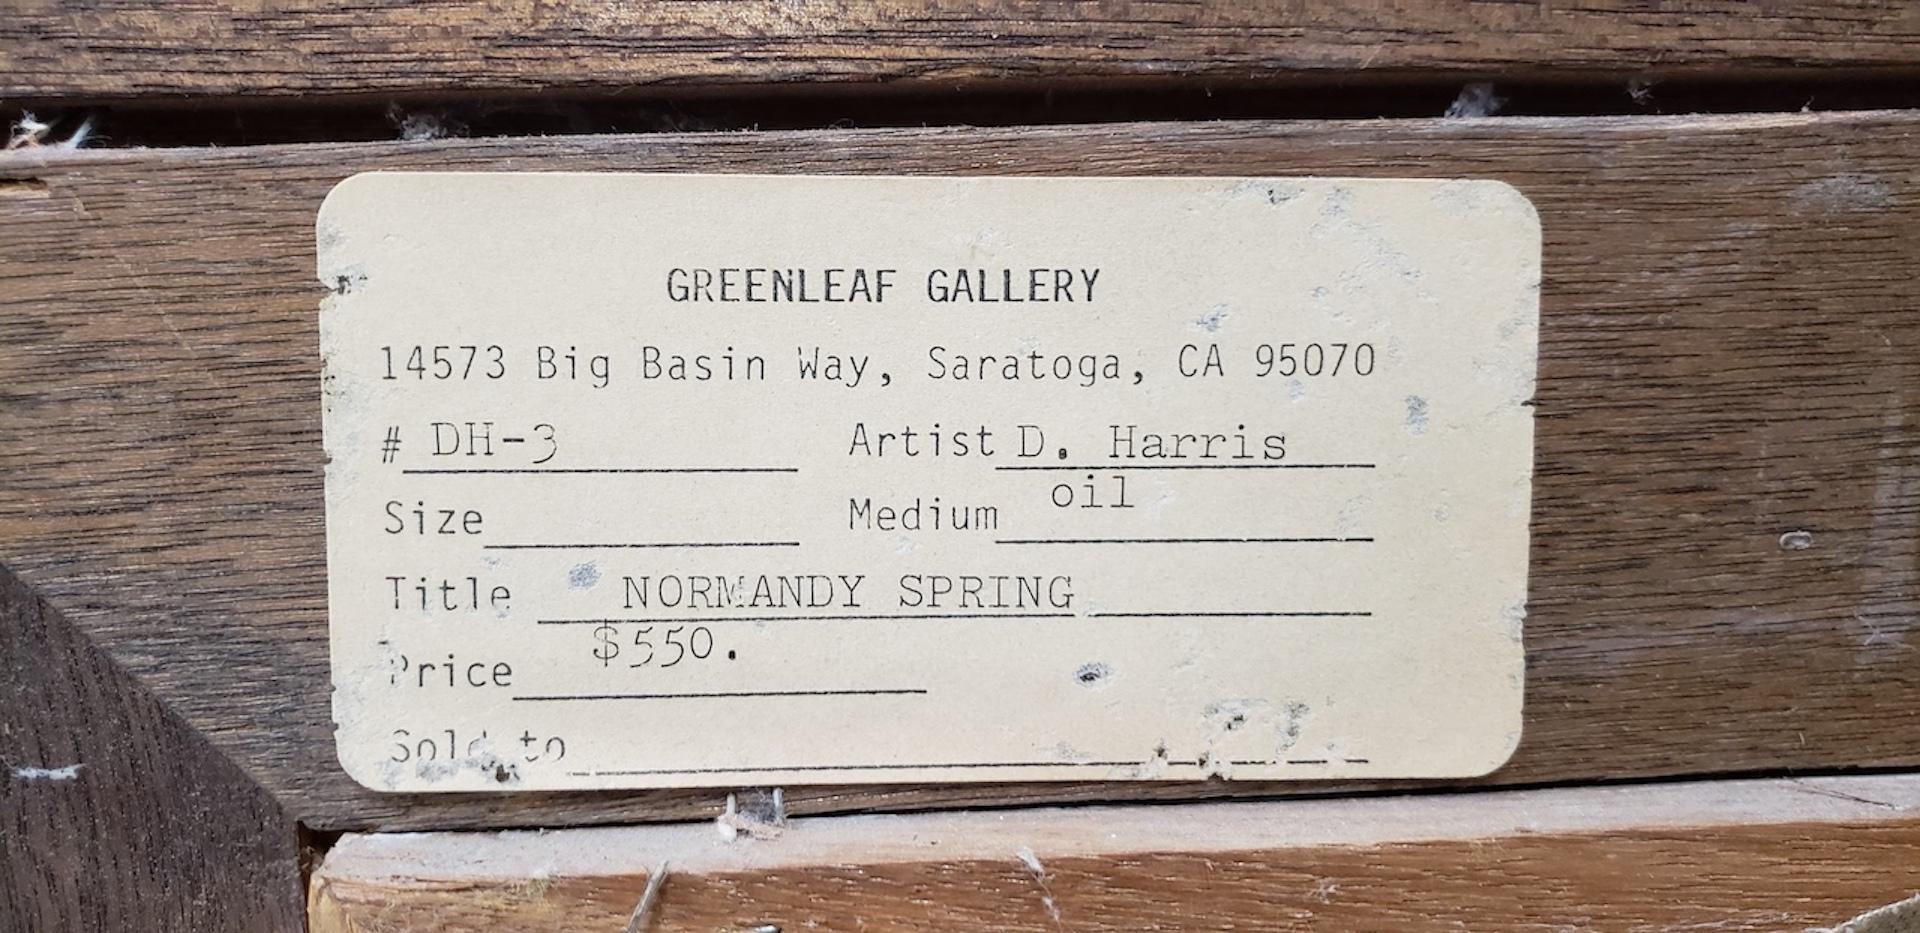 GREENLEAF GALLERY
14573 Big Basin Way, Saratoga, CA 95070
# DH-3 Artist D. Harris
Size Medium oil
Title NORMANDY SPRING
Price $550.
Sold to